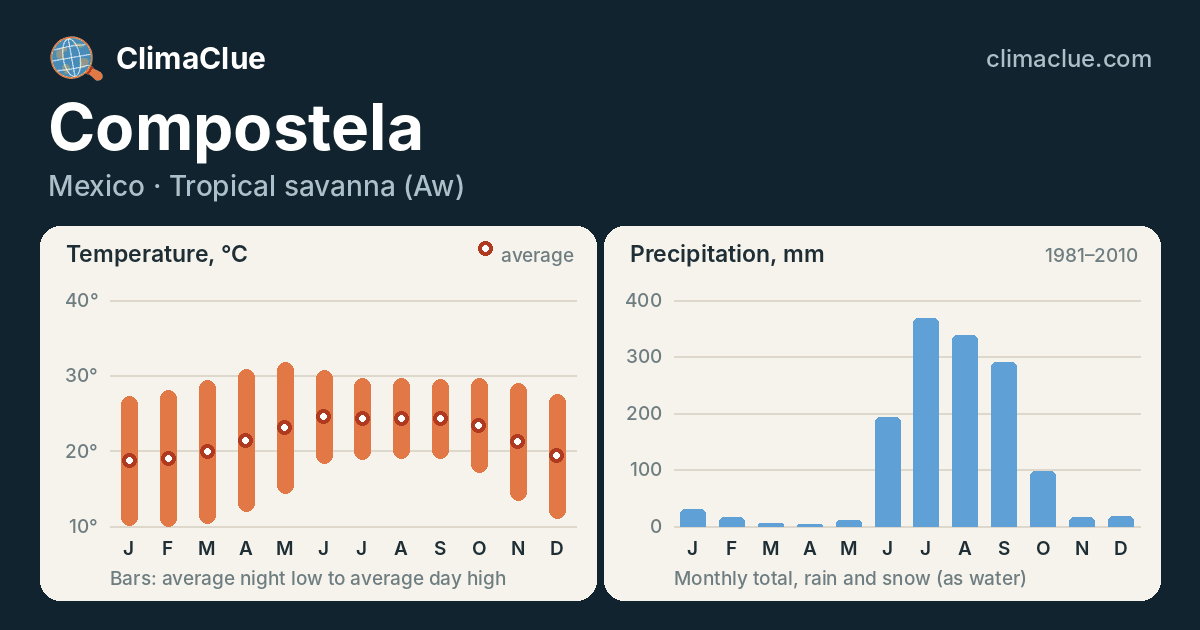 ClimaClue
climaclue.com
Compostela
Mexico · Tropical savanna (Aw)
Temperature, °C
average
40°
30°
20°
10°
J F M A M J J A S O N D
Bars: average night low to average day high
Precipitation, mm
1981–2010
400
300
200
100
0
J F M A M J J A S O N D
Monthly total, rain and snow (as water)